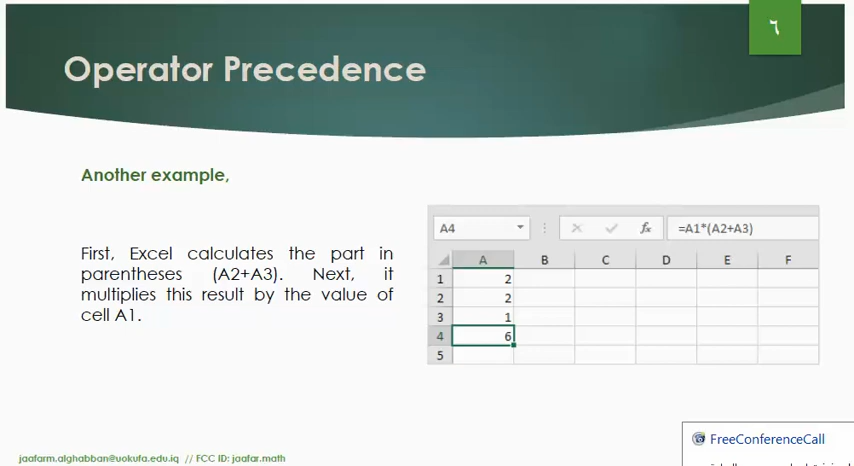 ٦
Operator Precedence
Another example,
First, Excel calculates the part in
parentheses (A2+A3). Next, it
multiplies this result by the value of
cell A1.
A4 fx =A1*(A2+A3)
A B C D E F
1 2
2 2
3 1
4 6
5
FreeConferenceCall
jaafarm.alghabban@uokufa.edu.iq // FCC ID: jaafar.math